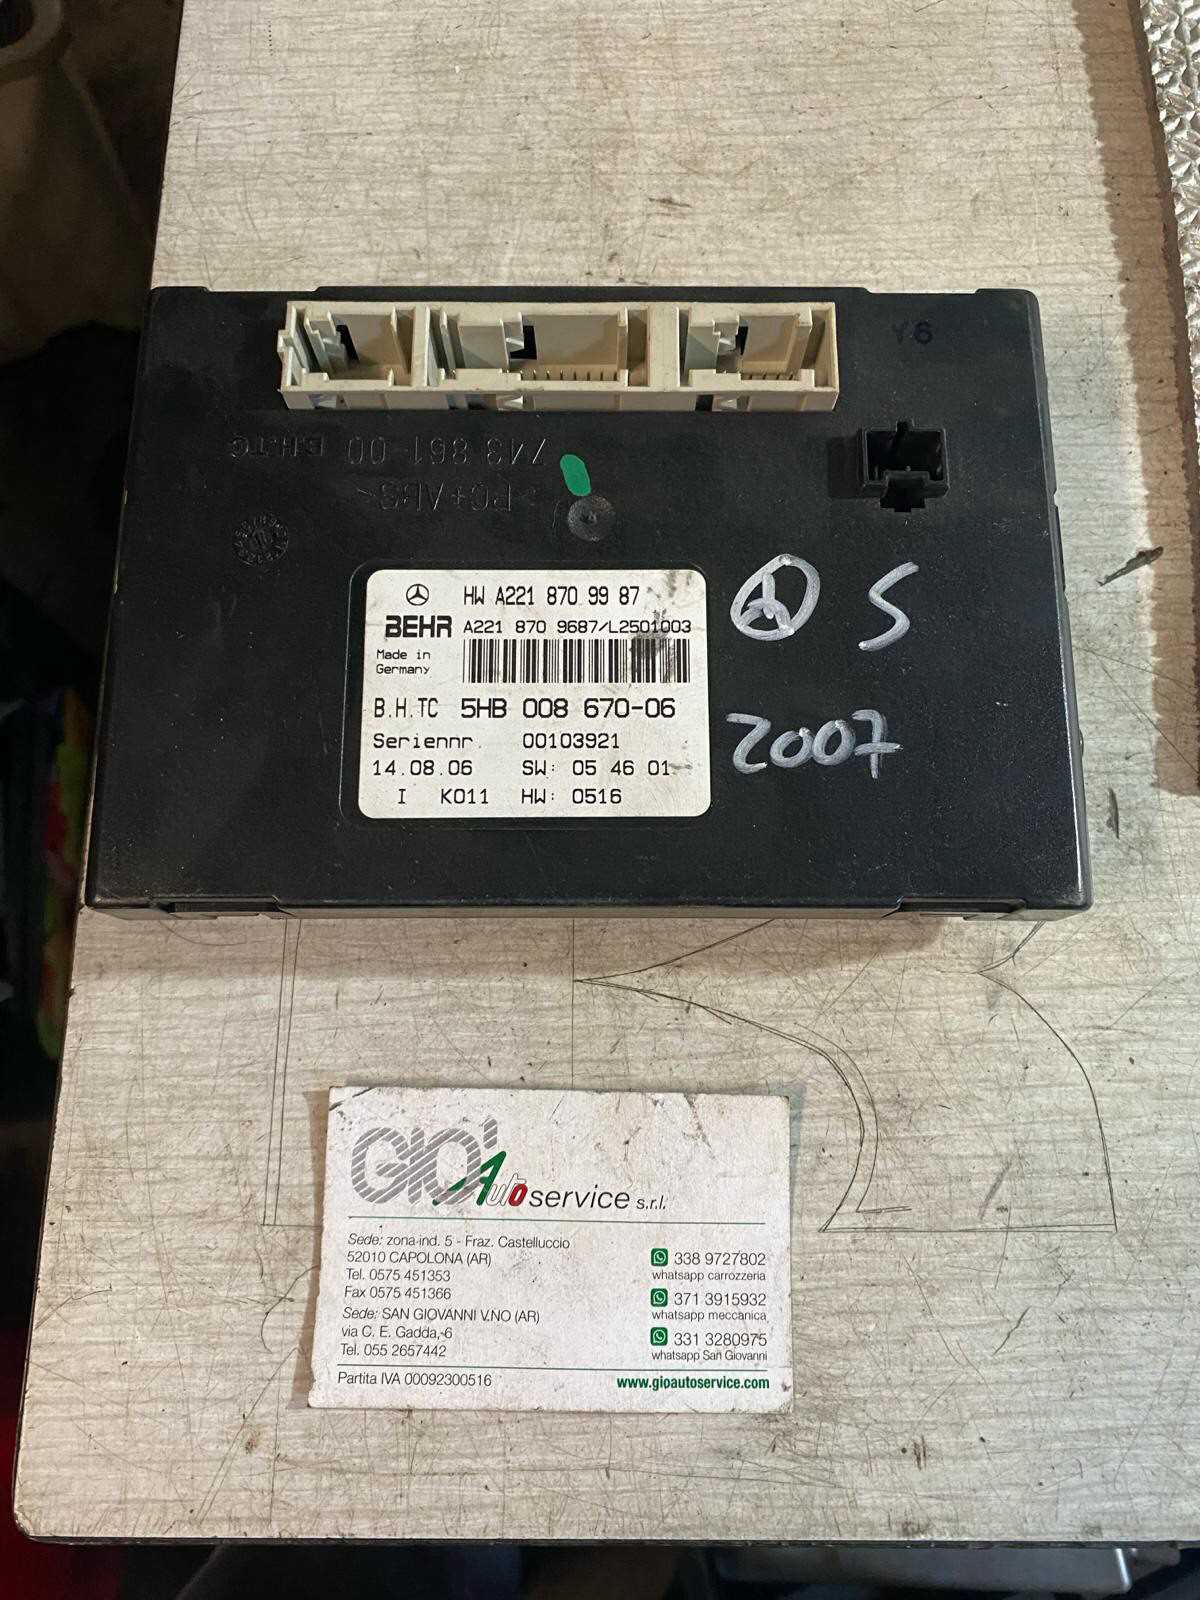 Y6
743 861 00 B.H.TC
>PC+ABS<
HW A221 870 99 87
BEHR A221 870 9687/L2501003
Made in
Germany
B.H.TC 5HB 008 670-06
Seriennr. 00103921
14.08.06 SW: 05 46 01
I K011 HW: 0516
S
2007
GIO' Auto service s.r.l.
Sede: zona ind. 5 - Fraz. Castelluccio
52010 CAPOLONA (AR)
Tel. 0575 451353
Fax 0575 451366
Sede: SAN GIOVANNI V.NO (AR)
via C. E. Gadda, 6
Tel. 055 2657442
338 9727802
whatsapp carrozzeria
371 3915932
whatsapp meccanica
331 3280975
whatsapp San Giovanni
Partita IVA 00092300516
www.gioautoservice.com